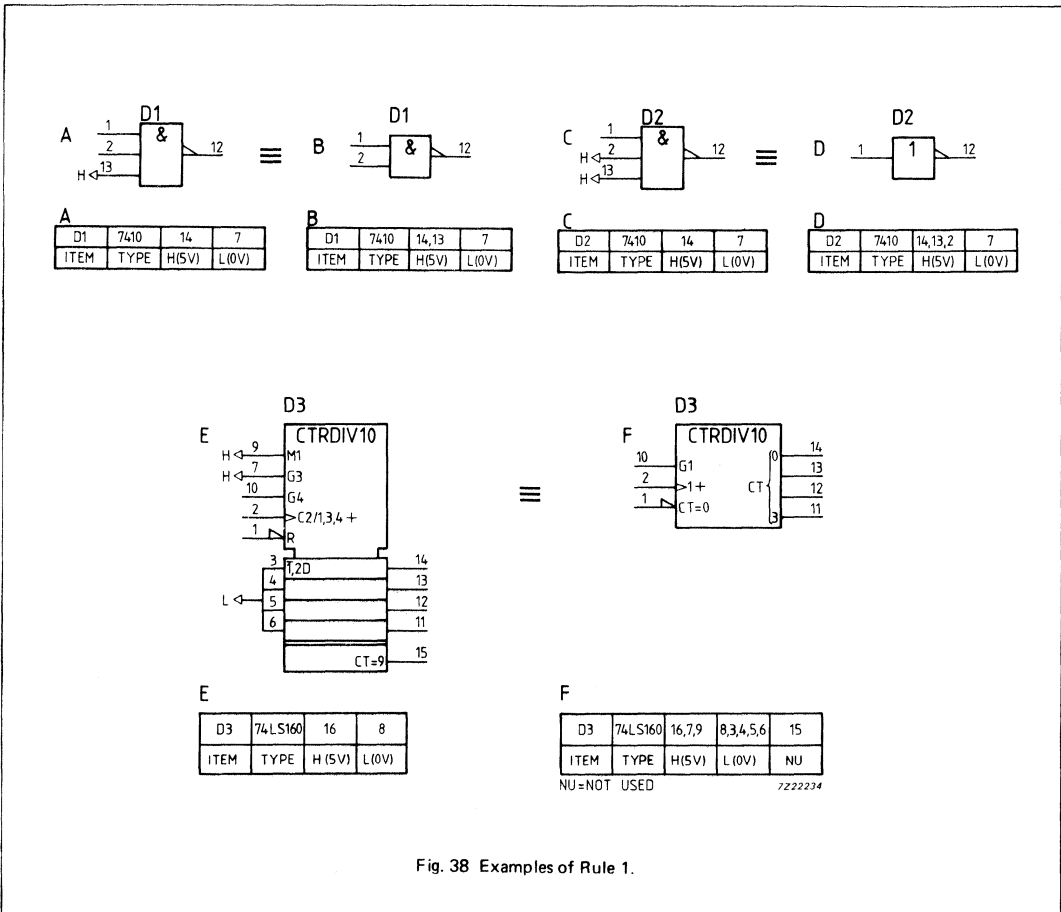 D1
A 1 & 12
2
H 13
≡
D1
B 1 & 12
2
D2
C 1 & 12
H 2
H 13
≡
D2
D 1 1 12
A
D1 7410 14 7
ITEM TYPE H(5V) L(0V)
B
D1 7410 14,13 7
ITEM TYPE H(5V) L(0V)
C
D2 7410 14 7
ITEM TYPE H(5V) L(0V)
D
D2 7410 14,13,2 7
ITEM TYPE H(5V) L(0V)
D3
E CTRDIV10
H 9 M1
H 7 G3
10 G4
2 C2/1,3,4+
1 R
3 1̅,2D 14
4 13
L 5 12
6 11
CT=9 15
≡
D3
F CTRDIV10
10 G1 0 14
2 1+ 13
CT 12
1 CT=0 3 11
E
D3 74LS160 16 8
ITEM TYPE H(5V) L(0V)
F
D3 74LS160 16,7,9 8,3,4,5,6 15
ITEM TYPE H(5V) L(0V) NU
NU=NOT USED 7Z22234
Fig. 38 Examples of Rule 1.